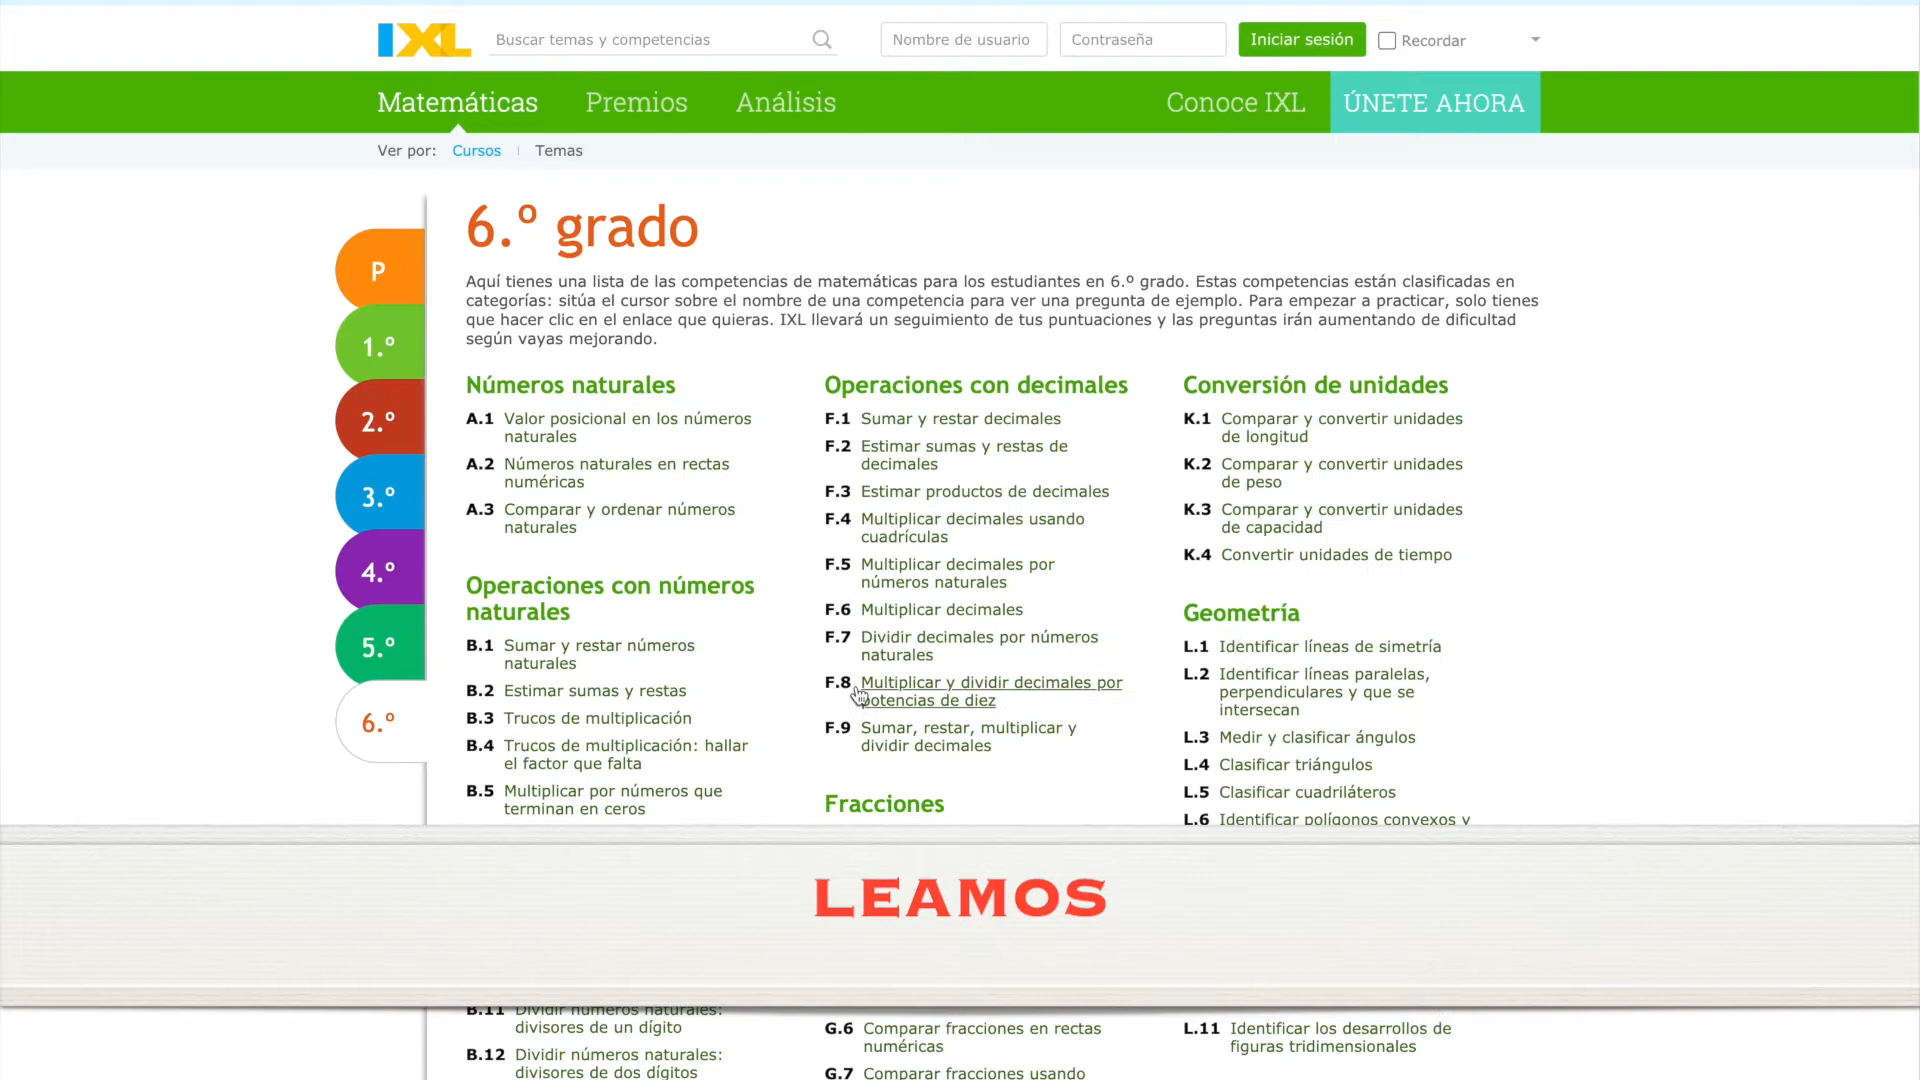 IXL
Buscar temas y competencias
Nombre de usuario
Contraseña
Iniciar sesión
Recordar
Matemáticas
Premios
Análisis
Conoce IXL
ÚNETE AHORA
Ver por:
Cursos
Temas
P
1.º
2.º
3.º
4.º
5.º
6.º
6.º grado
Aquí tienes una lista de las competencias de matemáticas para los estudiantes en 6.º grado. Estas competencias están clasificadas en
categorías: sitúa el cursor sobre el nombre de una competencia para ver una pregunta de ejemplo. Para empezar a practicar, solo tienes
que hacer clic en el enlace que quieras. IXL llevará un seguimiento de tus puntuaciones y las preguntas irán aumentando de dificultad
según vayas mejorando.
Números naturales
A.1 Valor posicional en los números
naturales
A.2 Números naturales en rectas
numéricas
A.3 Comparar y ordenar números
naturales
Operaciones con números
naturales
B.1 Sumar y restar números
naturales
B.2 Estimar sumas y restas
B.3 Trucos de multiplicación
B.4 Trucos de multiplicación: hallar
el factor que falta
B.5 Multiplicar por números que
terminan en ceros
B.11 Dividir números naturales:
divisores de un dígito
B.12 Dividir números naturales:
divisores de dos dígitos
Operaciones con decimales
F.1 Sumar y restar decimales
F.2 Estimar sumas y restas de
decimales
F.3 Estimar productos de decimales
F.4 Multiplicar decimales usando
cuadrículas
F.5 Multiplicar decimales por
números naturales
F.6 Multiplicar decimales
F.7 Dividir decimales por números
naturales
F.8 Multiplicar y dividir decimales por
potencias de diez
F.9 Sumar, restar, multiplicar y
dividir decimales
Fracciones
G.6 Comparar fracciones en rectas
numéricas
G.7 Comparar fracciones usando
Conversión de unidades
K.1 Comparar y convertir unidades
de longitud
K.2 Comparar y convertir unidades
de peso
K.3 Comparar y convertir unidades
de capacidad
K.4 Convertir unidades de tiempo
Geometría
L.1 Identificar líneas de simetría
L.2 Identificar líneas paralelas,
perpendiculares y que se
intersecan
L.3 Medir y clasificar ángulos
L.4 Clasificar triángulos
L.5 Clasificar cuadriláteros
L.6 Identificar polígonos convexos y
L.11 Identificar los desarrollos de
figuras tridimensionales
LEAMOS